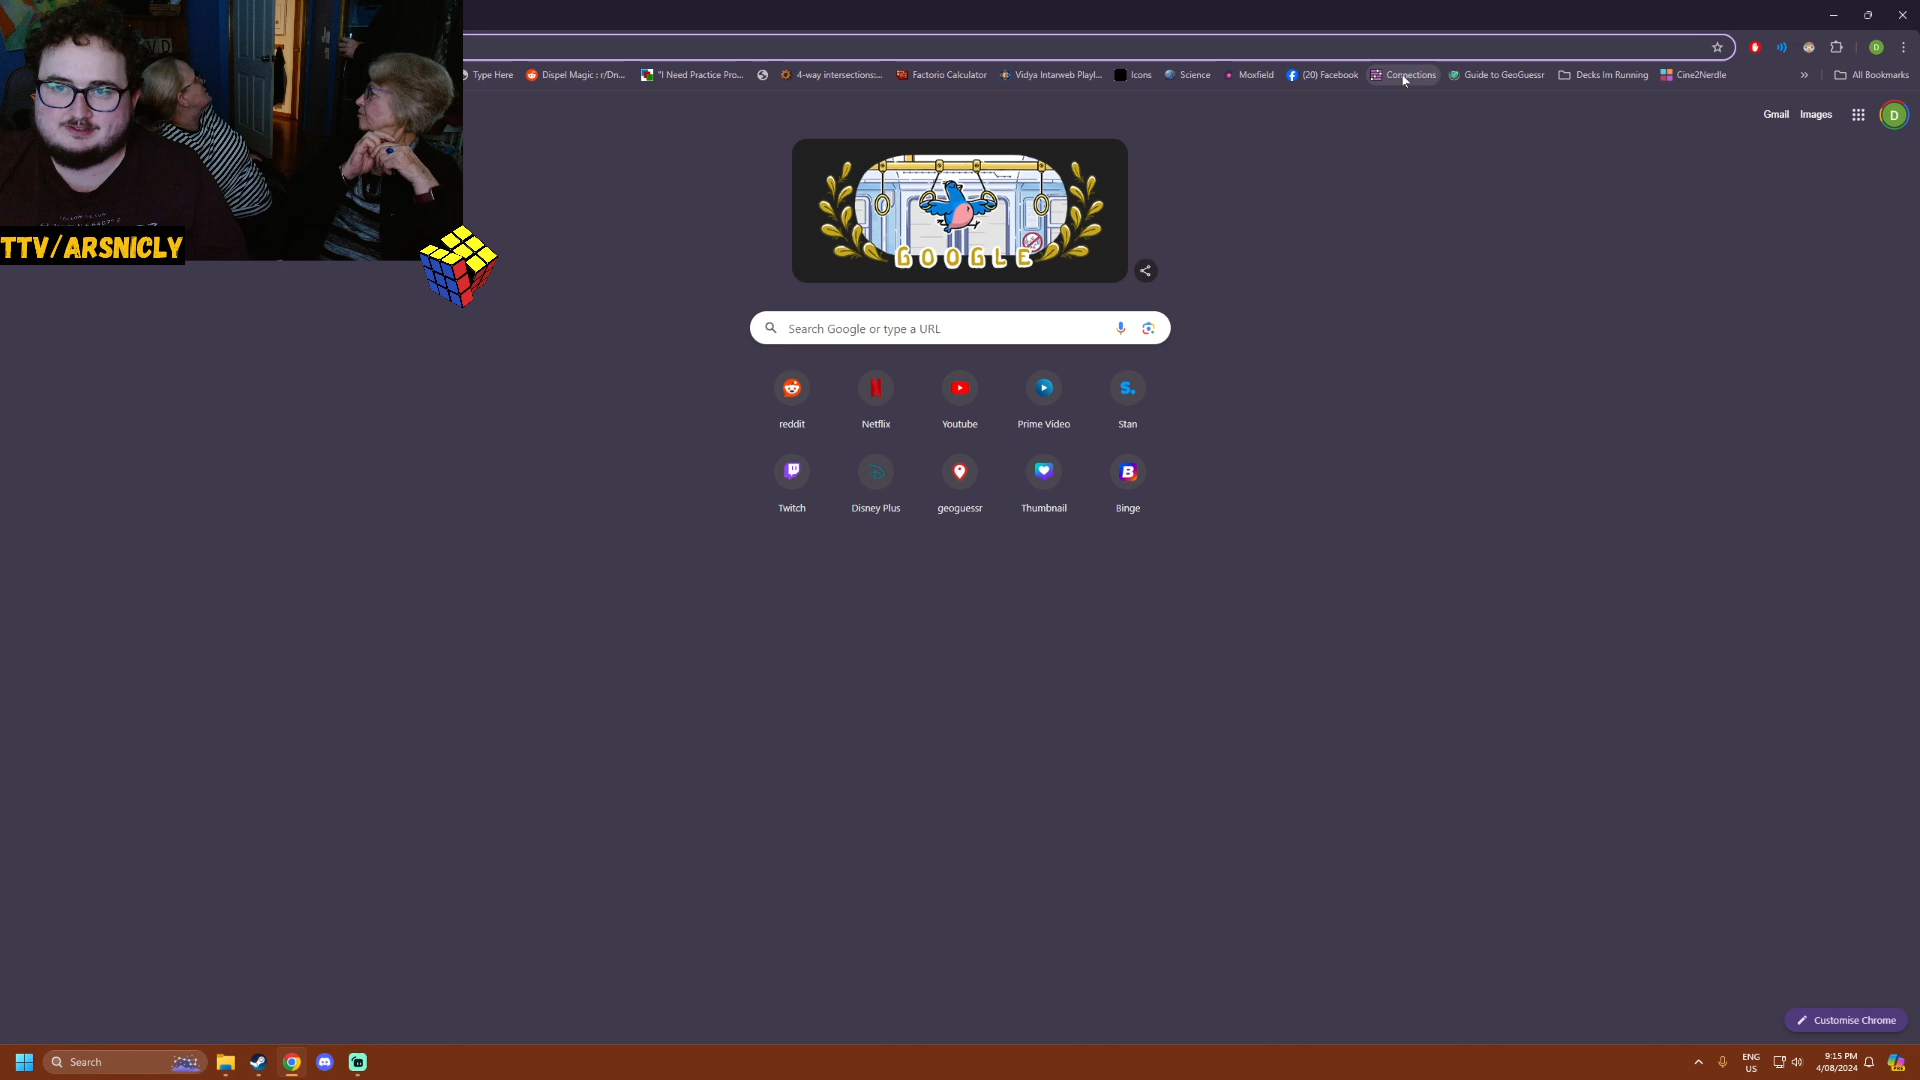 Type Here
Dispel Magic : r/Dn...
"I Need Practice Pro...
4-way intersections:...
Factorio Calculator
Vidya Interweb Playl...
Icons
Science
Moxfield
(20) Facebook
Connections
Guide to GeoGuessr
Decks Im Running
Cine2Nerdle
All Bookmarks
Gmail
Images
D
GOOGLE
TTV/ARSNICLY
Search Google or type a URL
reddit
Netflix
Youtube
Prime Video
Stan
Twitch
Disney Plus
geoguessr
Thumbnail
Binge
Customise Chrome
Search
ENG
US
9:15 PM
4/08/2024